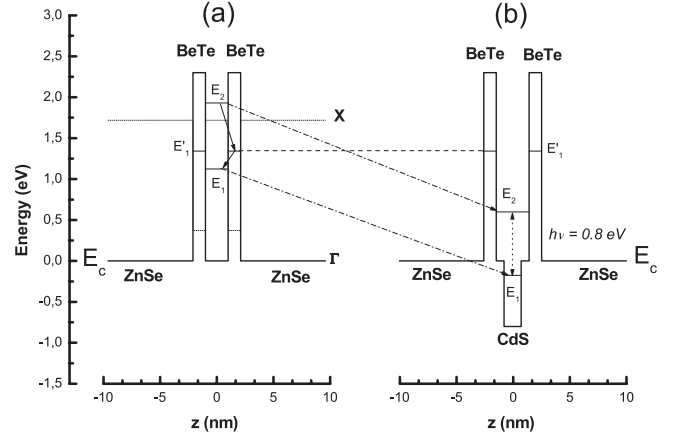 (a)
(b)
BeTe BeTe
BeTe BeTe
3,0
2,5
2,0
1,5
1,0
0,5
0,0
-0,5
-1,0
-1,5
Energy (eV)
E₂
X
E'₁
E₁
E'₁
E₂
hν = 0.8 eV
E_c
Γ
E_c
ZnSe
ZnSe
ZnSe
ZnSe
E₁
CdS
-10 -5 0 5 10
-10 -5 0 5 10
z (nm)
z (nm)